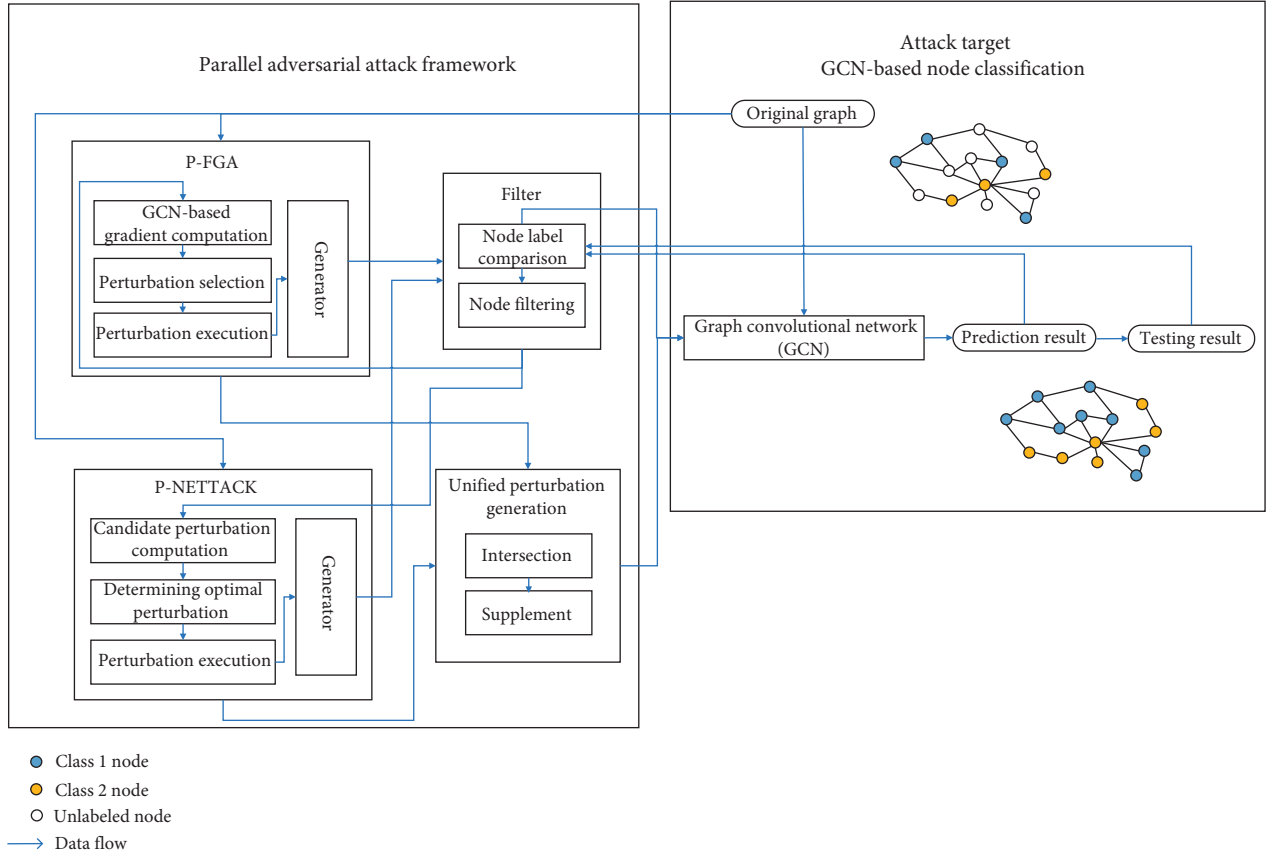 Parallel adversarial attack framework
P-FGA
GCN-based
gradient computation
Perturbation selection
Perturbation execution
Generator
Filter
Node label
comparison
Node filtering
P-NETTACK
Candidate perturbation
computation
Determining optimal
perturbation
Perturbation execution
Generator
Unified perturbation
generation
Intersection
Supplement
Attack target
GCN-based node classification
Original graph
Graph convolutional network
(GCN)
Prediction result
Testing result
Class 1 node
Class 2 node
Unlabeled node
Data flow